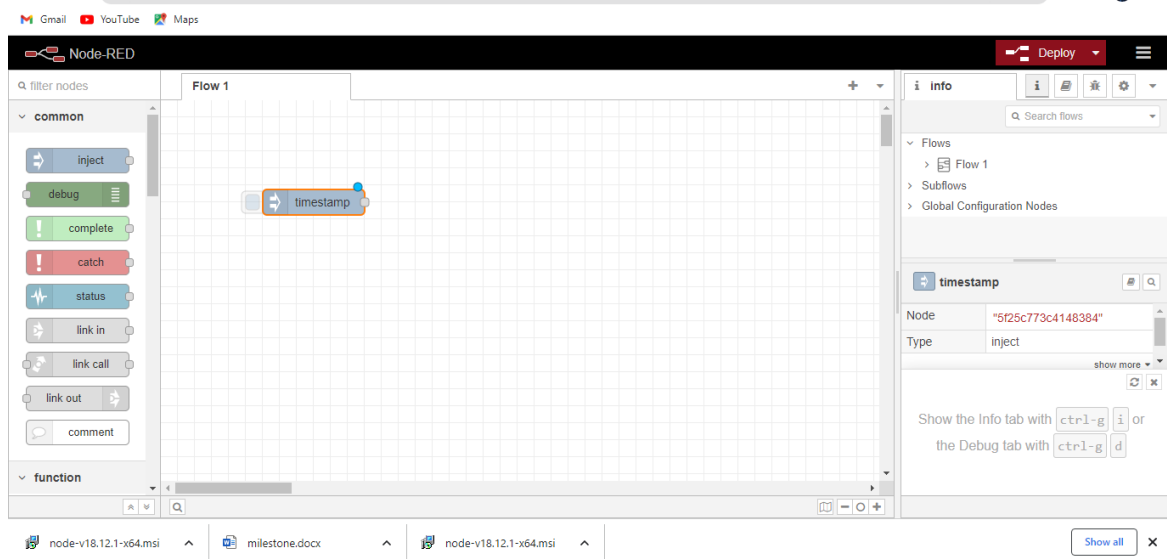 Gmail YouTube Maps
Node-RED Deploy
filter nodes Flow 1 i info i
common
Search flows
inject
Flows
Flow 1
debug
timestamp
Subflows
Global Configuration Nodes
complete
catch
timestamp
status
Node "5f25c773c4148384"
link in
Type inject
link call
show more
link out
Show the Info tab with ctrl-g i or
the Debug tab with ctrl-g d
comment
function
node-v18.12.1-x64.msi milestone.docx node-v18.12.1-x64.msi Show all